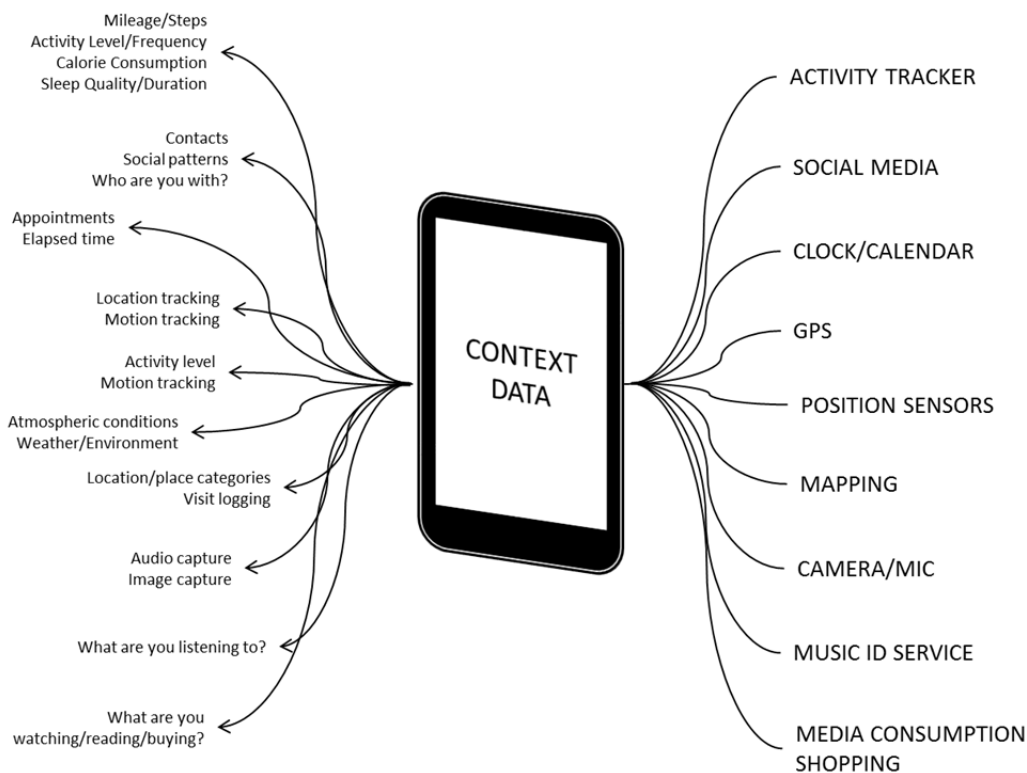 Mileage/Steps
Activity Level/Frequency
Calorie Consumption
Sleep Quality/Duration
Contacts
Social patterns
Who are you with?
Appointments
Elapsed time
Location tracking
Motion tracking
Activity level
Motion tracking
Atmospheric conditions
Weather/Environment
Location/place categories
Visit logging
Audio capture
Image capture
What are you listening to?
What are you
watching/reading/buying?
CONTEXT
DATA
ACTIVITY TRACKER
SOCIAL MEDIA
CLOCK/CALENDAR
GPS
POSITION SENSORS
MAPPING
CAMERA/MIC
MUSIC ID SERVICE
MEDIA CONSUMPTION
SHOPPING